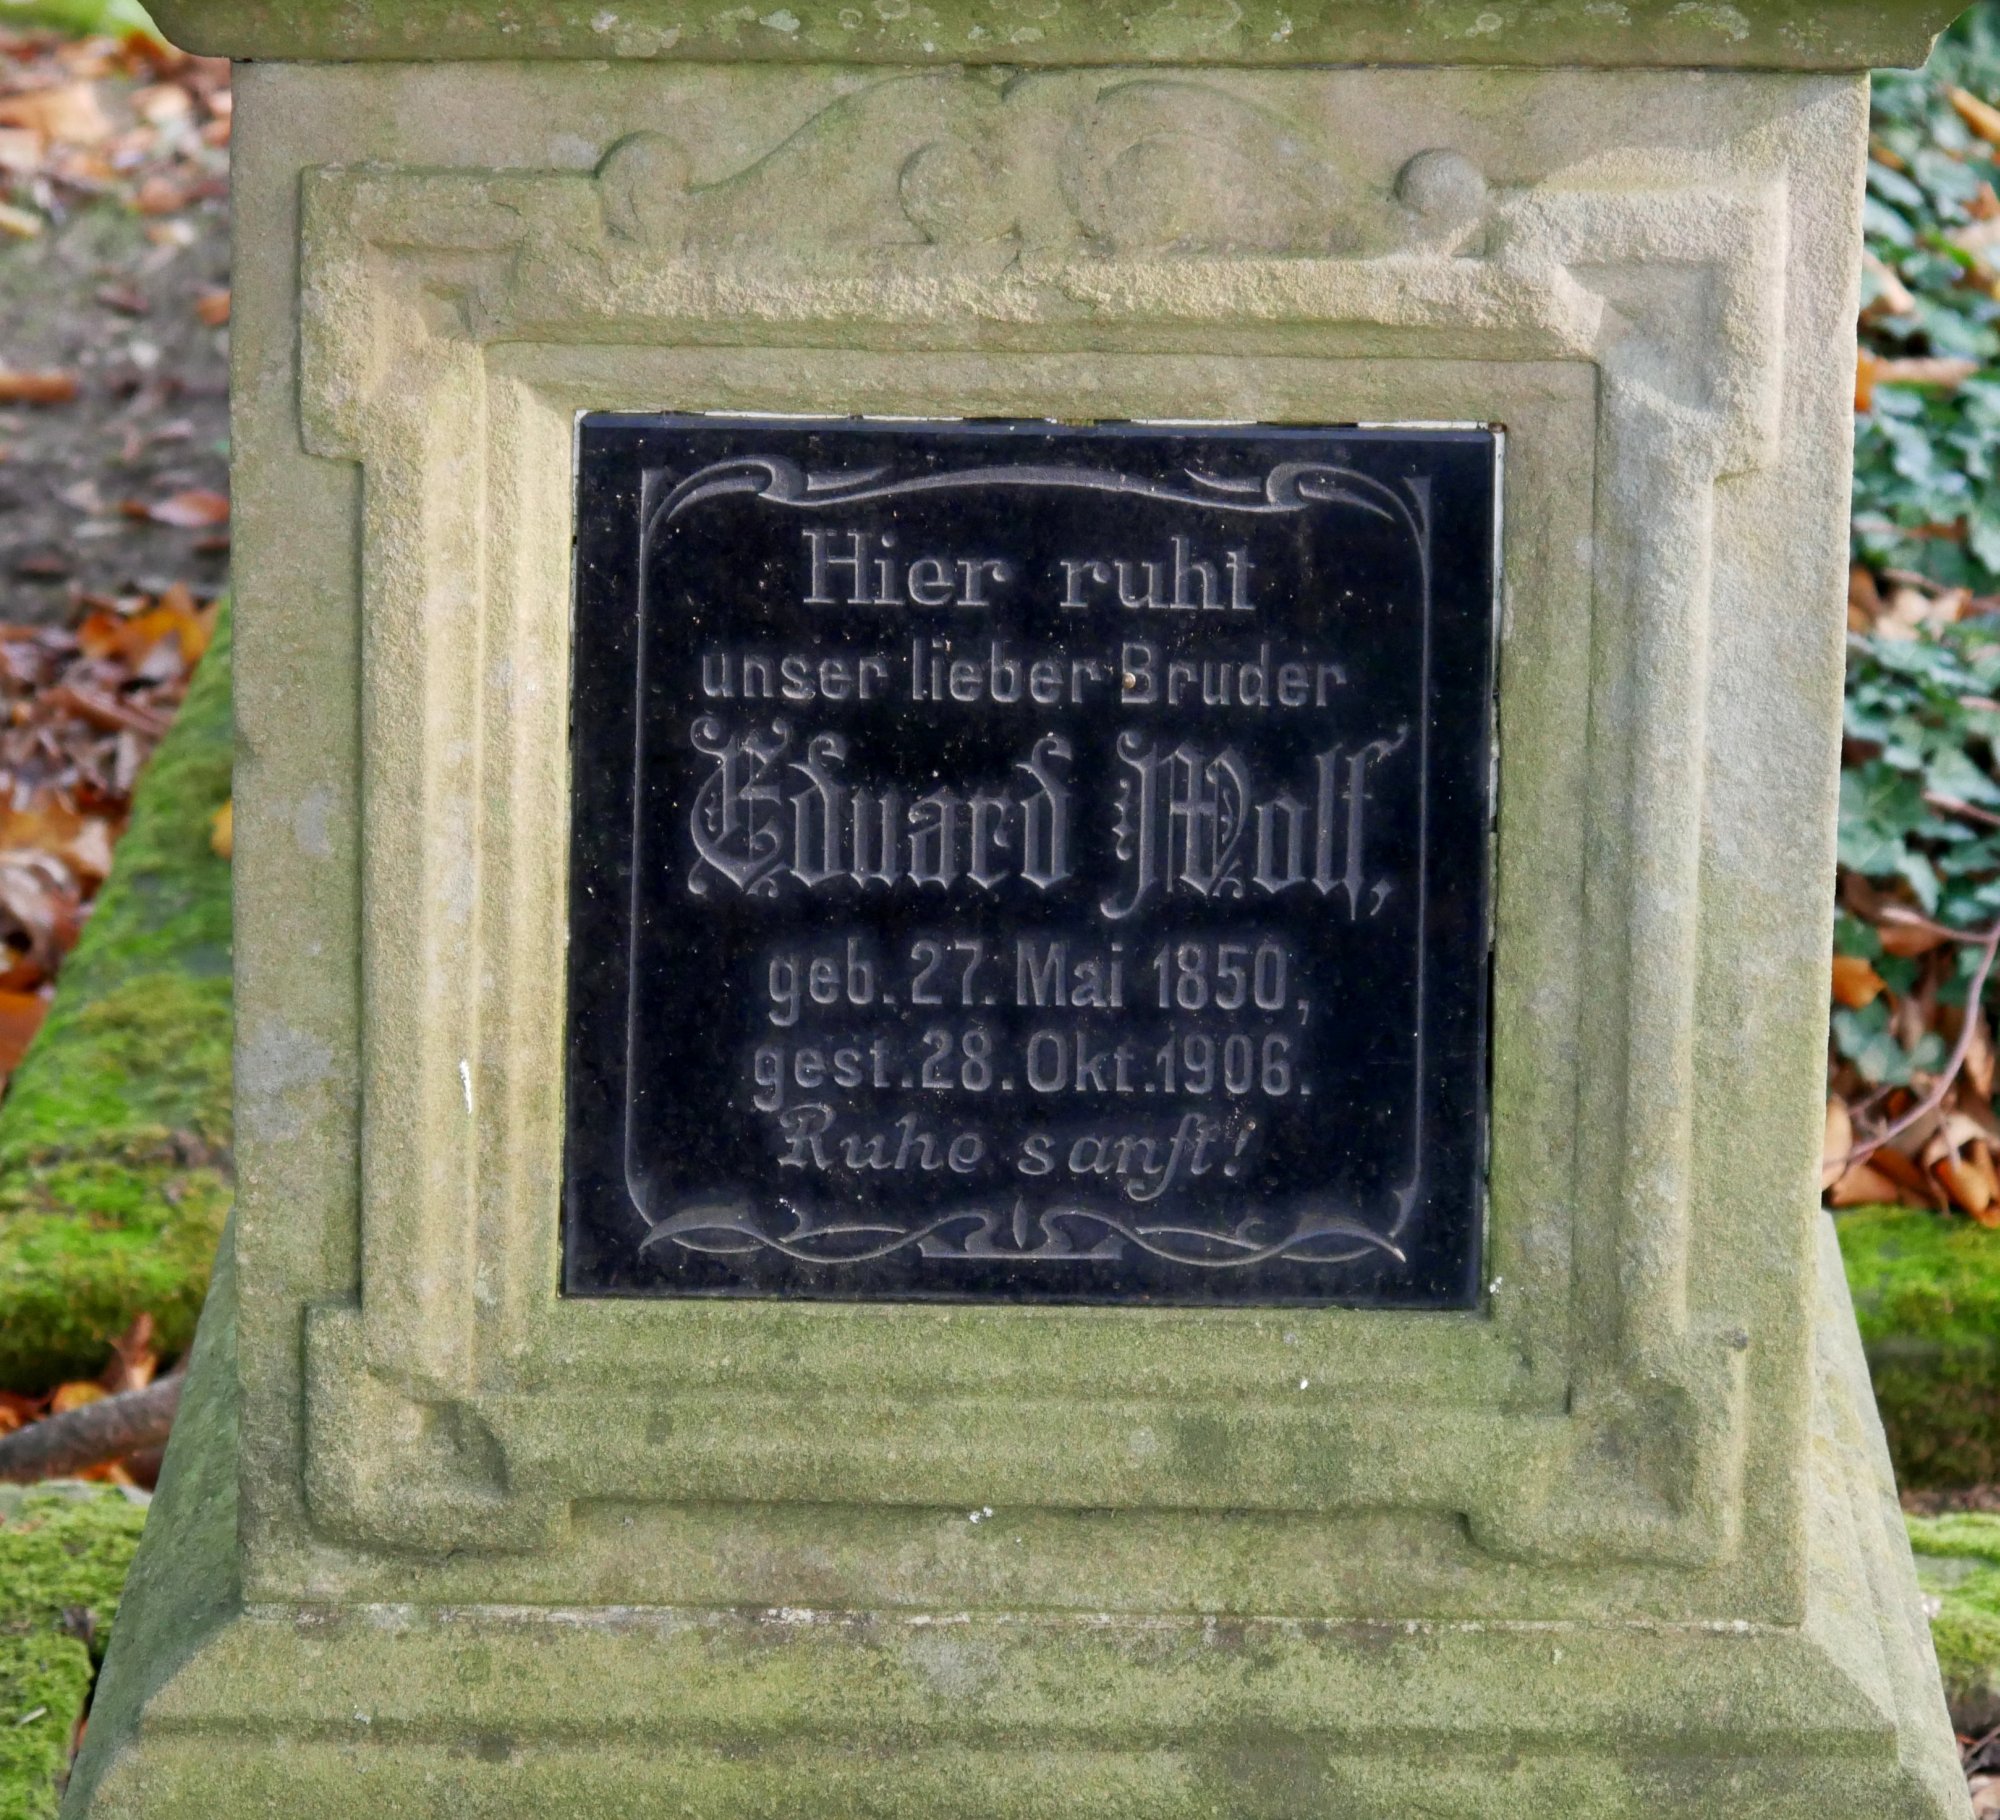 Hier ruht
unser lieber Bruder
Eduard Wolf,
geb. 27. Mai 1850,
gest. 28. Okt. 1906.
Ruhe sanft!